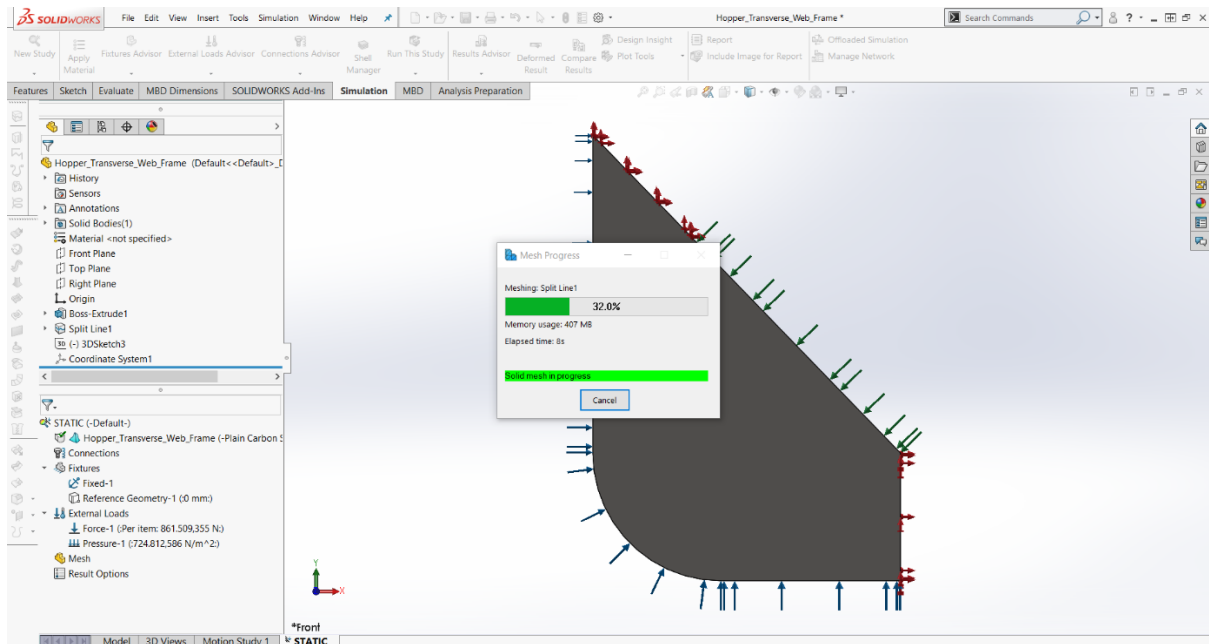 SOLIDWORKS File Edit View Insert Tools Simulation Window Help Hopper_Transverse_Web_Frame * Search Commands
New Study Apply Material Fixtures Advisor External Loads Advisor Connections Advisor Shell Manager Run This Study Results Advisor Deformed Result Compare Results Design Insight Plot Tools Report Include Image for Report Offloaded Simulation Manage Network
Features Sketch Evaluate MBD Dimensions SOLIDWORKS Add-Ins Simulation MBD Analysis Preparation
Hopper_Transverse_Web_Frame (Default<<Default>_D
History
Sensors
Annotations
Solid Bodies(1)
Material <not specified>
Front Plane
Top Plane
Right Plane
Origin
Boss-Extrude1
Split Line1
(-) 3DSketch3
Coordinate System1
STATIC (-Default-)
Hopper_Transverse_Web_Frame (-Plain Carbon S
Connections
Fixtures
Fixed-1
Reference Geometry-1 (:0 mm:)
External Loads
Force-1 (:Per item: 861.509,355 N:)
Pressure-1 (:724.812,586 N/m^2:)
Mesh
Result Options
Mesh Progress
Meshing: Split Line1
32.0%
Memory usage: 407 MB
Elapsed time: 8s
Solid mesh in progress
Cancel
Y
X
*Front
Model 3D Views Motion Study 1 STATIC